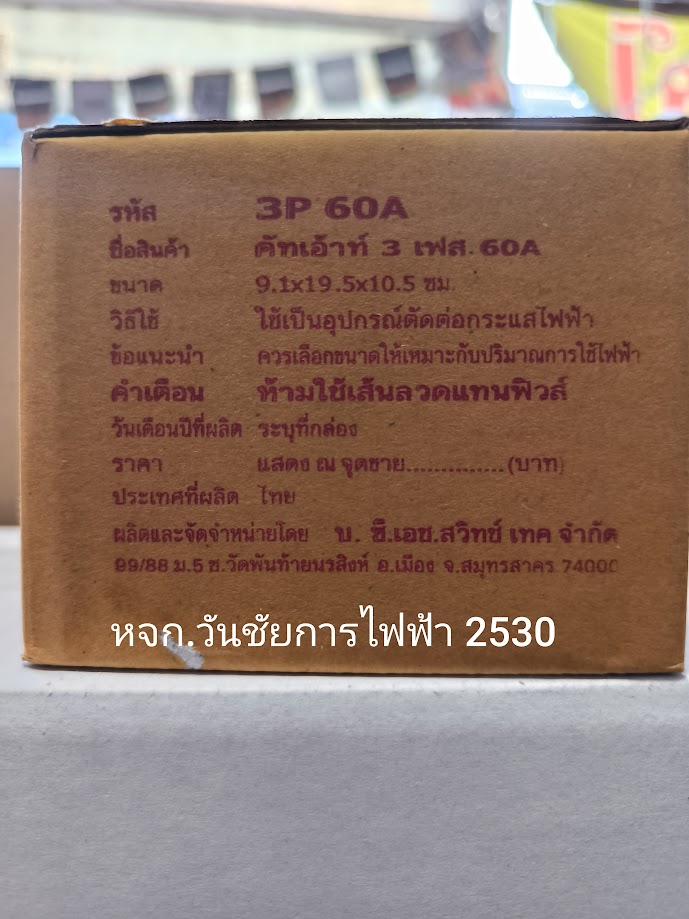 รหัส 3P 60A
ชื่อสินค้า คัทเอ้าท์ 3 เฟส 60A
ขนาด 9.1x19.5x10.5 ซม.
วิธีใช้ ใช้เป็นอุปกรณ์ตัดต่อกระแสไฟฟ้า
ข้อแนะนำ ควรเลือกขนาดให้เหมาะกับปริมาณการใช้ไฟฟ้า
คำเตือน ห้ามใช้เส้นลวดแทนฟิวส์
วันเดือนปีที่ผลิต ระบุที่กล่อง
ราคา แสดง ณ จุดขาย..............(บาท)
ประเทศที่ผลิต ไทย
ผลิตและจัดจำหน่ายโดย บ. ซี.เอช.สวิทช์ เทค จำกัด
99/88 ม.5 ซ.วัดพันท้ายนรสิงห์ อ.เมือง จ.สมุทรสาคร 74000
หจก.วันชัยการไฟฟ้า 2530